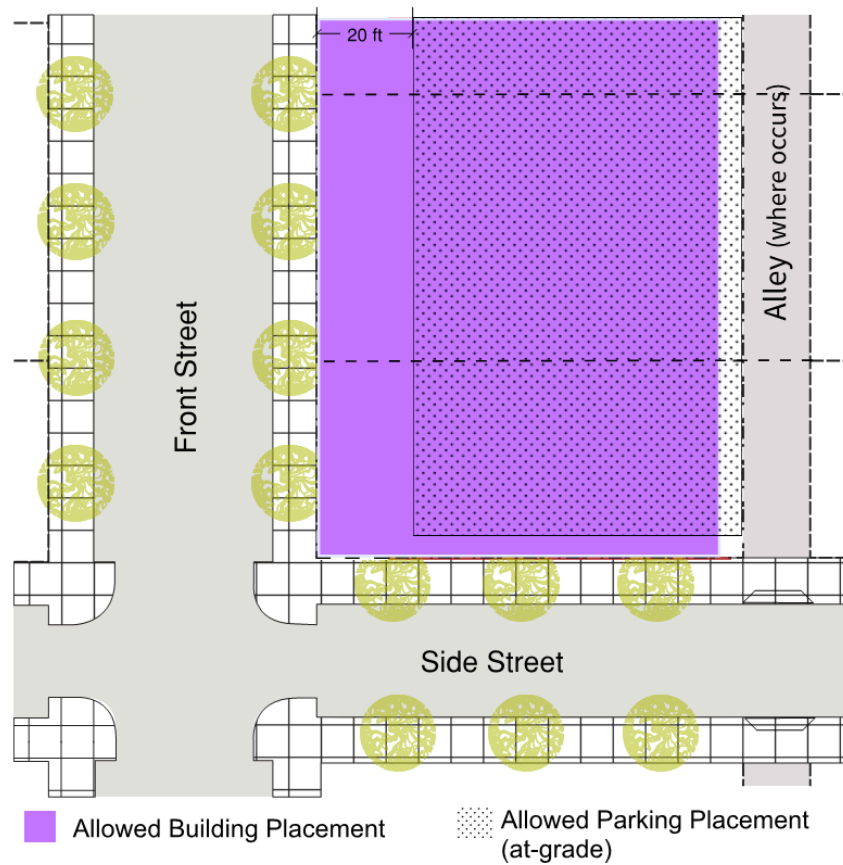 20 ft
Alley (where occurs)
Front Street
Side Street
Allowed Building Placement
Allowed Parking Placement
(at-grade)